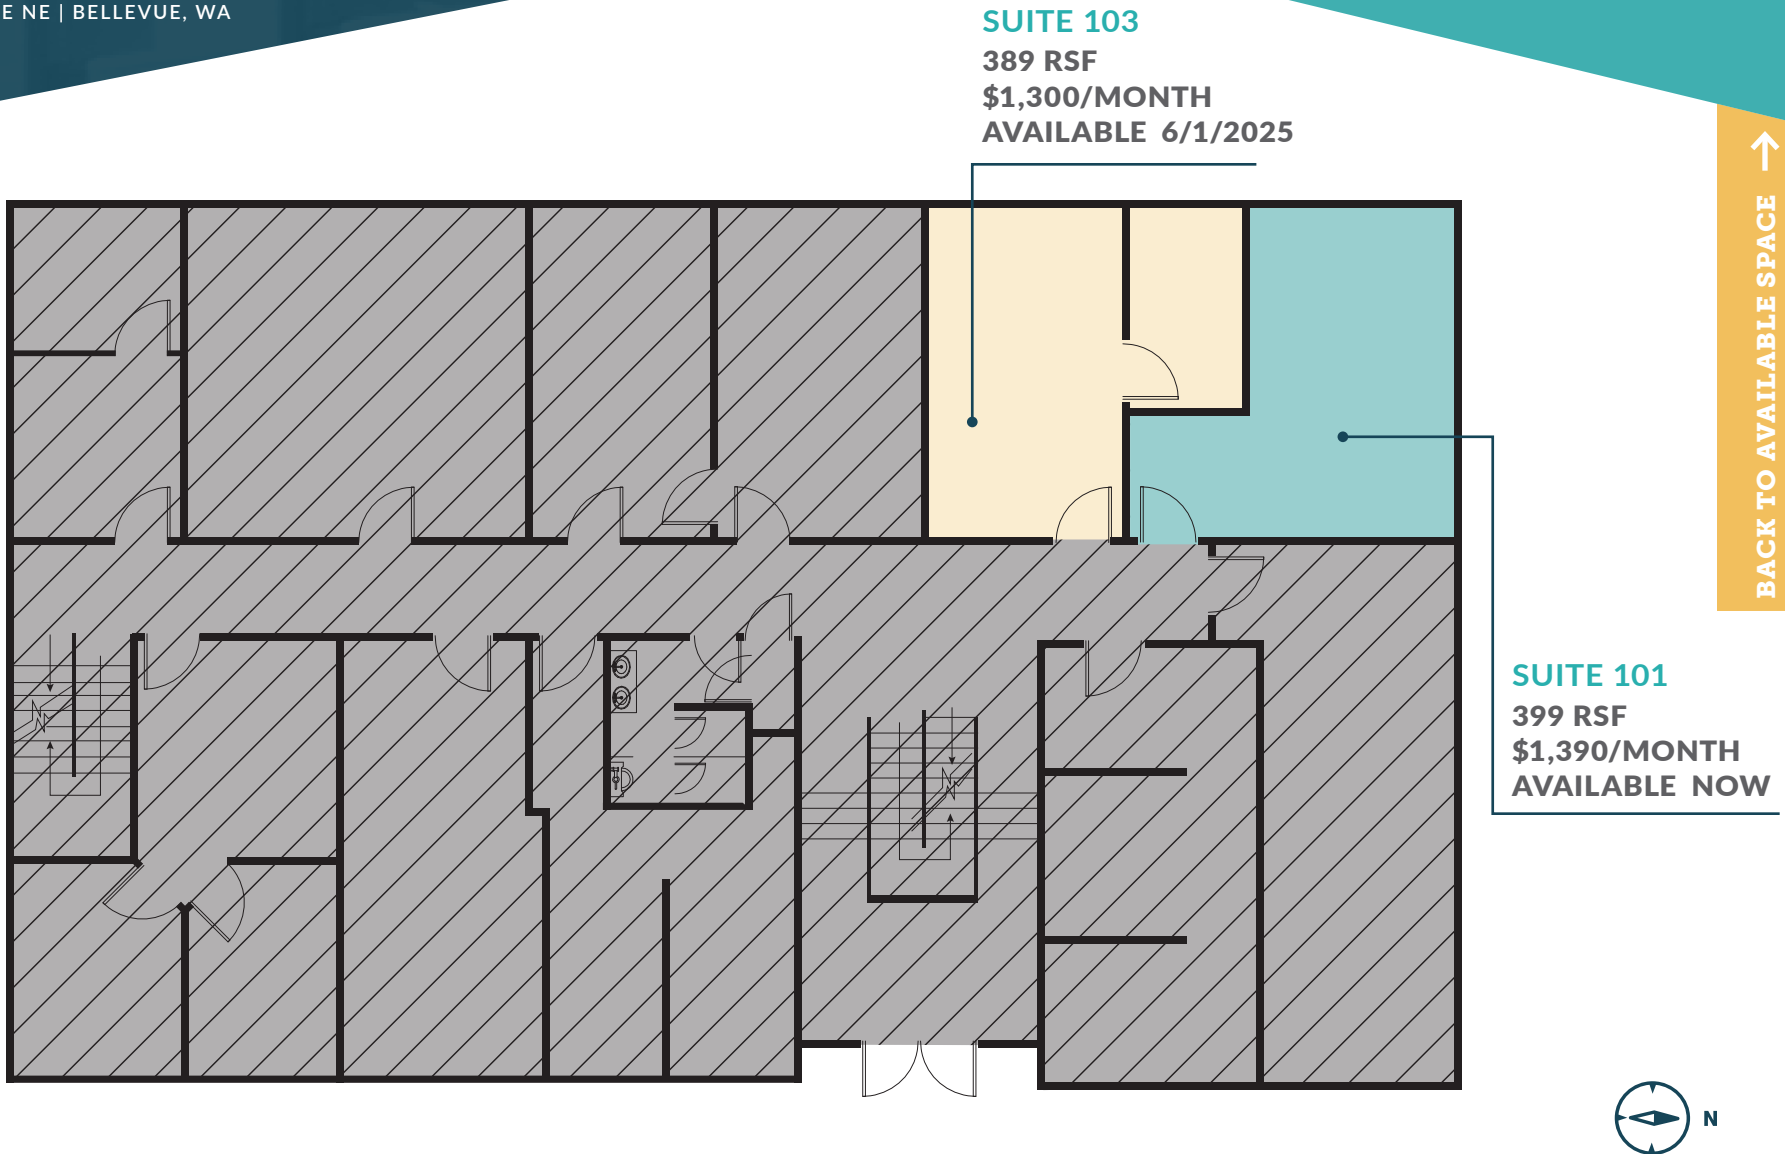 E NE | BELLEVUE, WA
SUITE 103
389 RSF
$1,300/MONTH
AVAILABLE 6/1/2025
BACK TO AVAILABLE SPACE
SUITE 101
399 RSF
$1,390/MONTH
AVAILABLE NOW
N